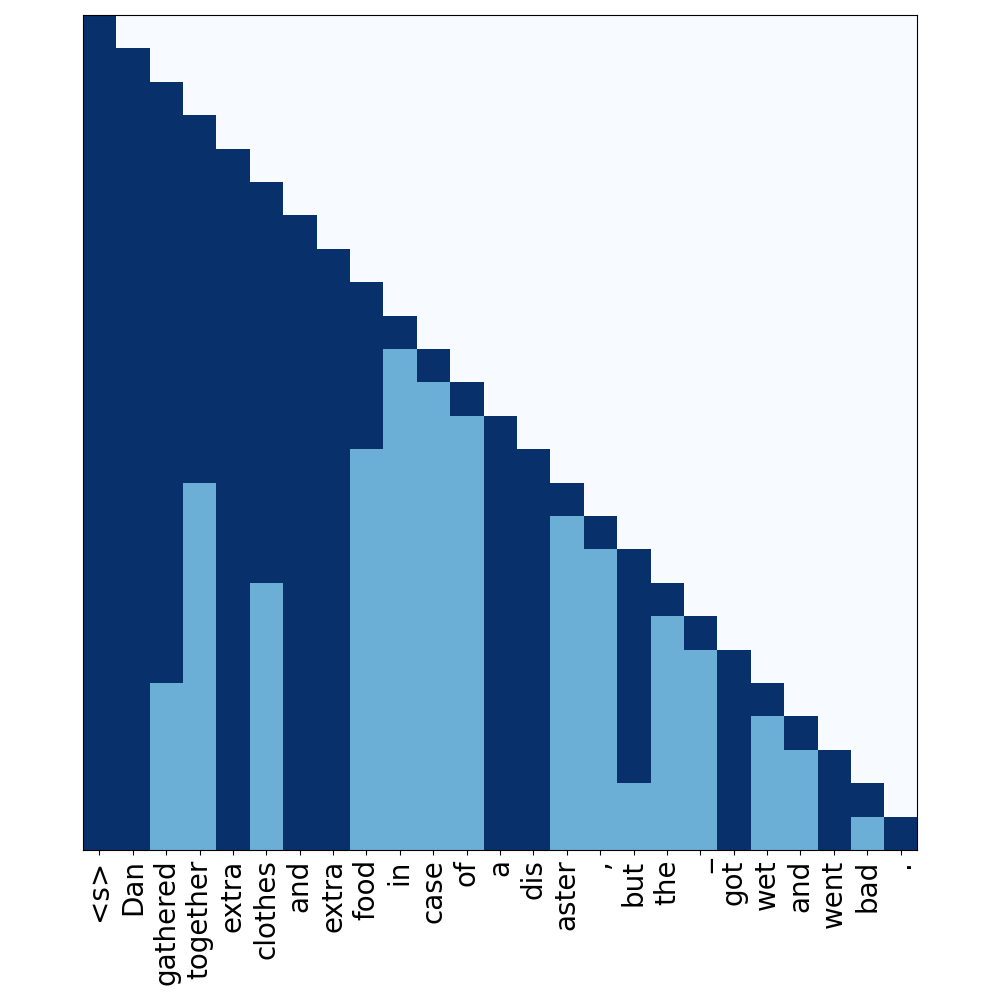 <s> Dan gathered together extra clothes and extra food in case of a dis aster , but the _ got wet and went bad .